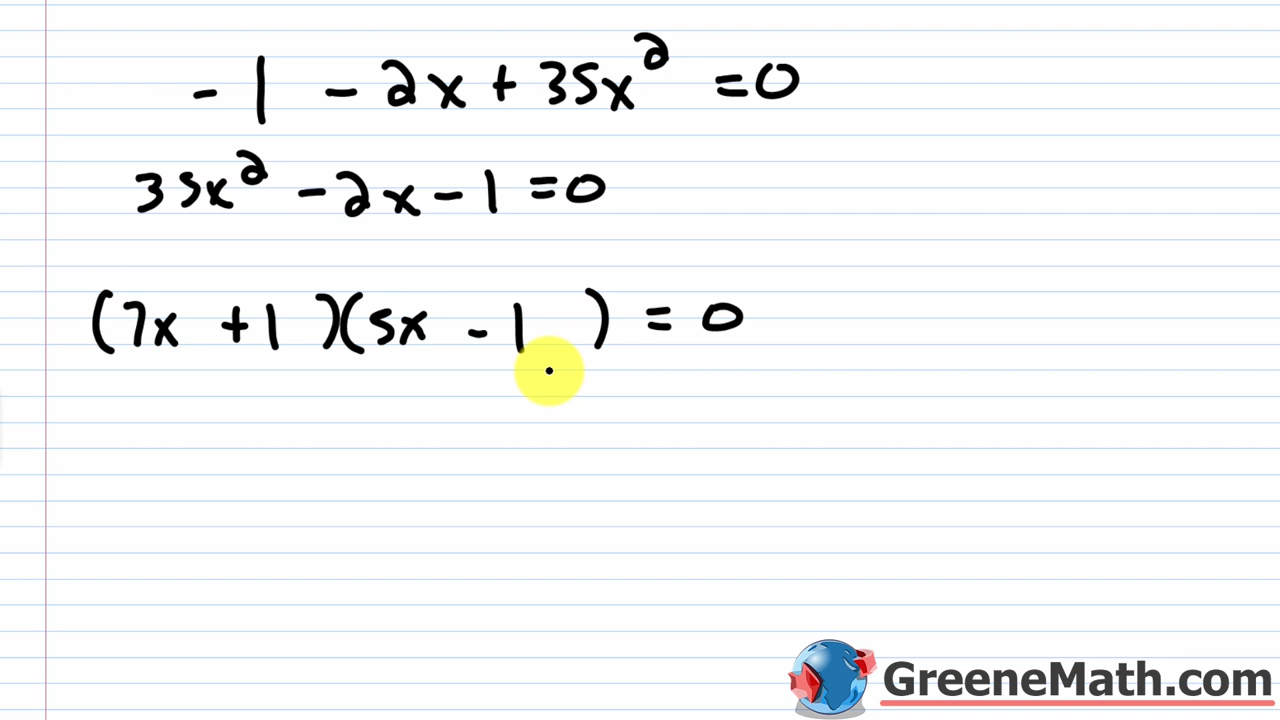 - 1 - 2x + 35x² = 0
35x² - 2x - 1 = 0
(7x + 1 )(5x - 1 ) = 0
GreeneMath.com